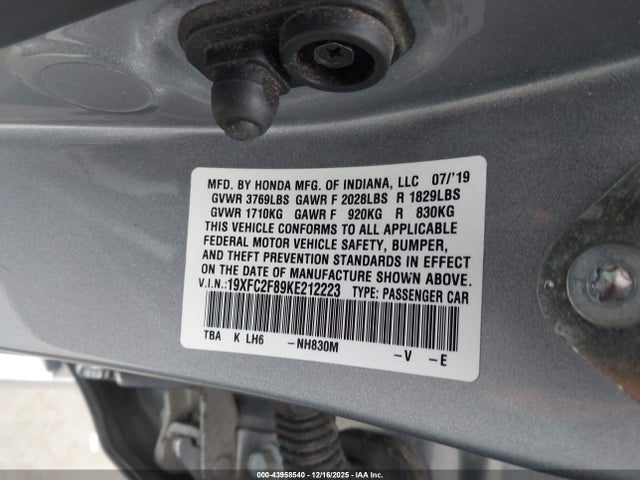 MFD. BY HONDA MFG. OF INDIANA, LLC 07/'19
GVWR 3769LBS GAWR F 2028LBS R 1829LBS
GVWR 1710KG GAWR F 920KG R 830KG
THIS VEHICLE CONFORMS TO ALL APPLICABLE
FEDERAL MOTOR VEHICLE SAFETY, BUMPER,
AND THEFT PREVENTION STANDARDS IN EFFECT
ON THE DATE OF MANUFACTURE SHOWN ABOVE.
V.I.N.:19XFC2F89KE212223 TYPE: PASSENGER CAR
TBA K LH6 -NH830M -V -E
000-43958540 - 12/16/2025 - IAA Inc.